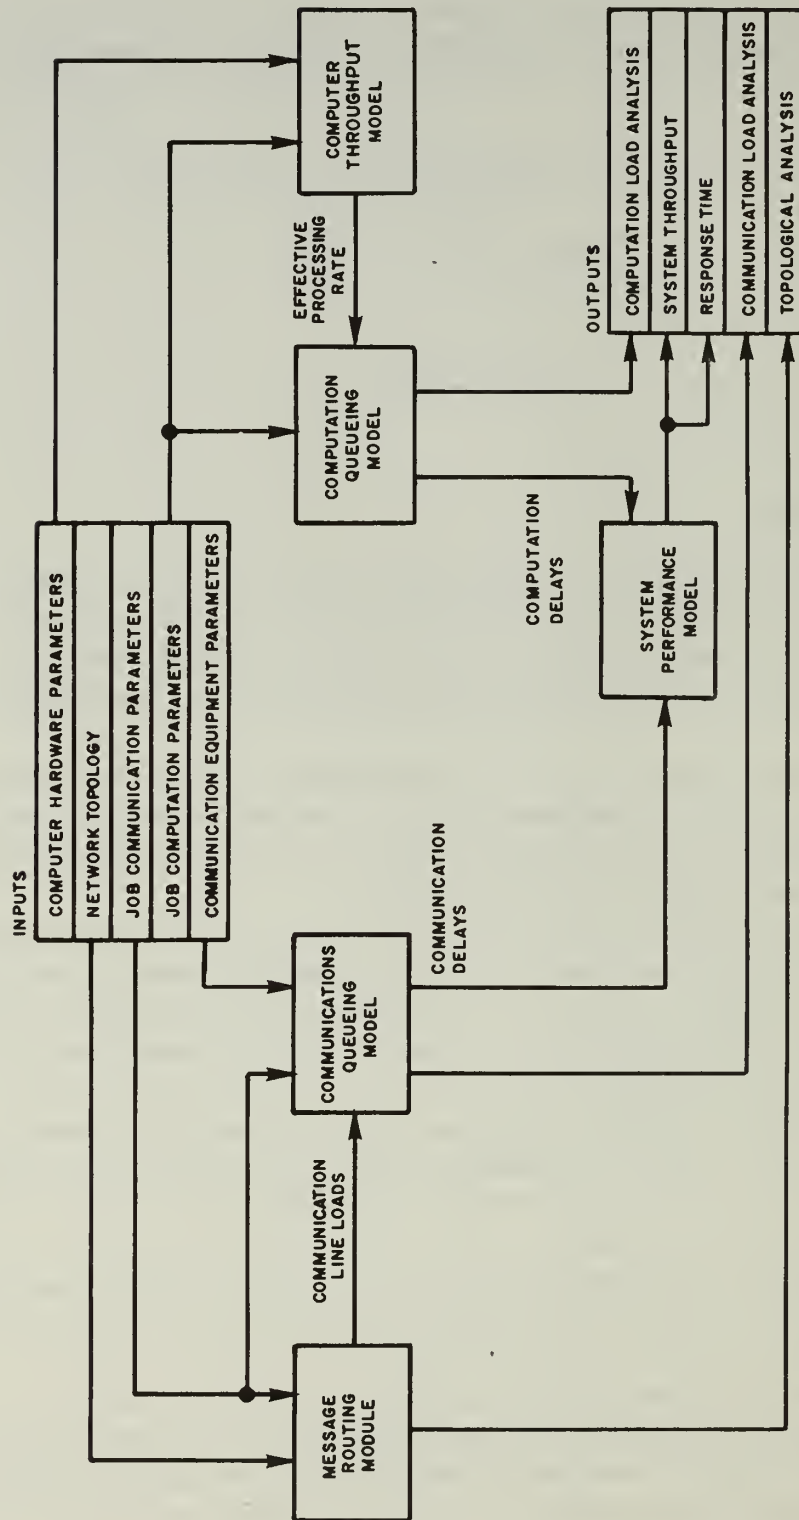 INPUTS
COMPUTER HARDWARE PARAMETERS
NETWORK TOPOLOGY
JOB COMMUNICATION PARAMETERS
JOB COMPUTATION PARAMETERS
COMMUNICATION EQUIPMENT PARAMETERS
MESSAGE
ROUTING
MODULE
COMMUNICATION
LINE LOADS
COMMUNICATIONS
QUEUEING
MODEL
COMPUTATION
QUEUEING
MODEL
EFFECTIVE
PROCESSING
RATE
COMPUTER
THROUGHPUT
MODEL
COMMUNICATION
DELAYS
COMPUTATION
DELAYS
SYSTEM
PERFORMANCE
MODEL
OUTPUTS
COMPUTATION LOAD ANALYSIS
SYSTEM THROUGHPUT
RESPONSE TIME
COMMUNICATION LOAD ANALYSIS
TOPOLOGICAL ANALYSIS